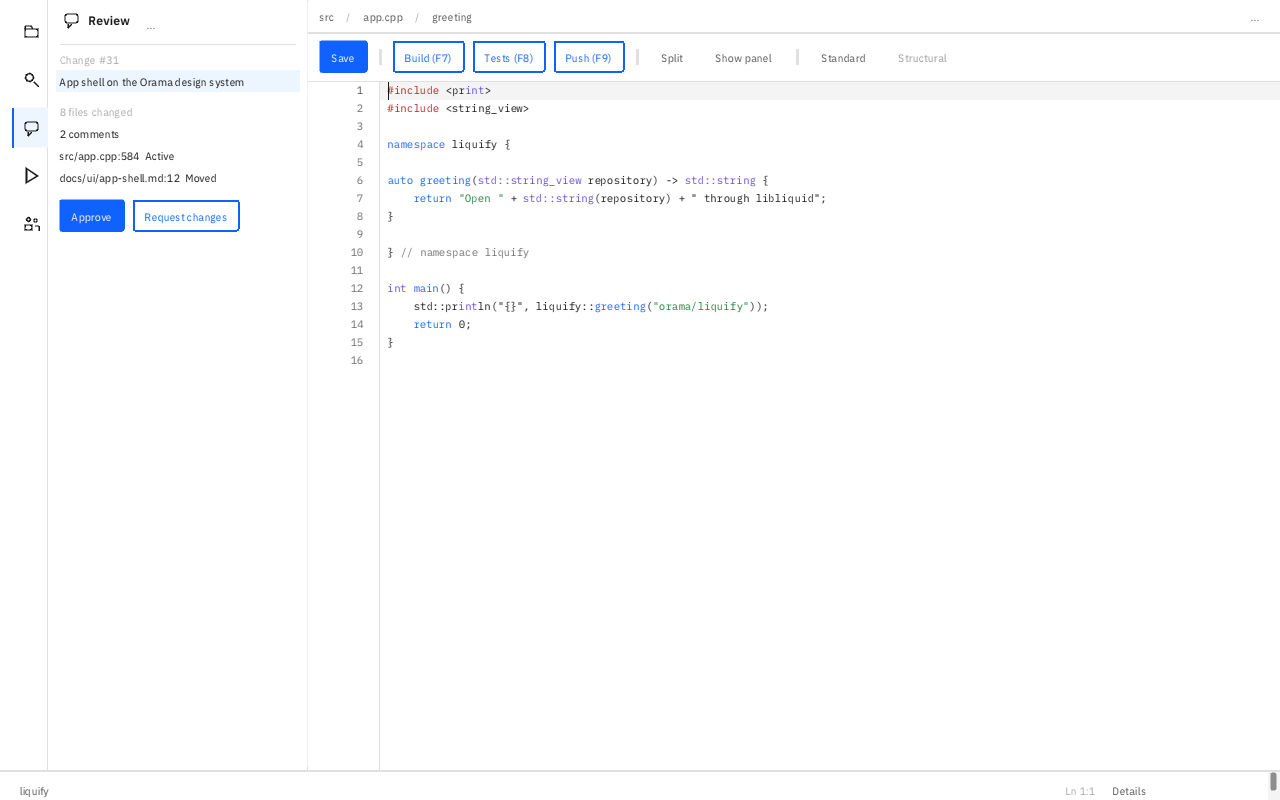 Review ...
Change #31
App shell on the Orama design system
8 files changed
2 comments
src/app.cpp:584 Active
docs/ui/app-shell.md:12 Moved
Approve Request changes
src / app.cpp / greeting ...
Save Build (F7) Tests (F8) Push (F9) Split Show panel Standard Structural
1 #include <print>
2 #include <string_view>
3
4 namespace liquify {
5
6 auto greeting(std::string_view repository) -> std::string {
7     return "Open " + std::string(repository) + " through libliquid";
8 }
9
10 } // namespace liquify
11
12 int main() {
13     std::println("{}", liquify::greeting("orama/liquify"));
14     return 0;
15 }
16
liquify Ln 1:1 Details